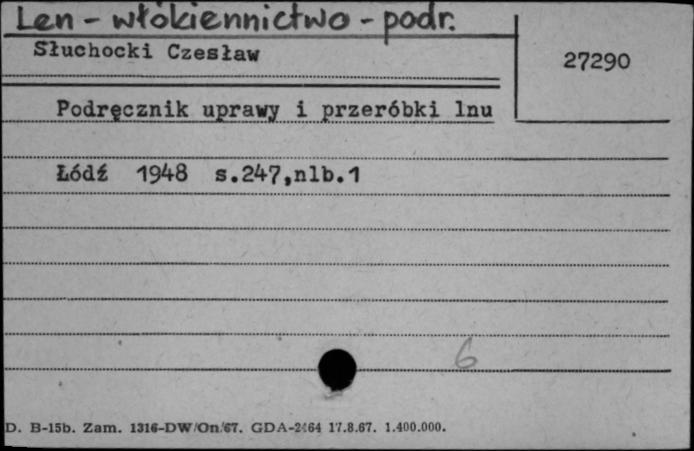 Len - włókiennictwo - podr.
Słuchocki Czesław
27290
Podręcznik uprawy i przeróbki lnu
Łódź 1948 s.247,nlb.1
6
D. B-15b. Zam. 1316-DW/On/67. GDA-2464 17.8.67. 1.400.000.